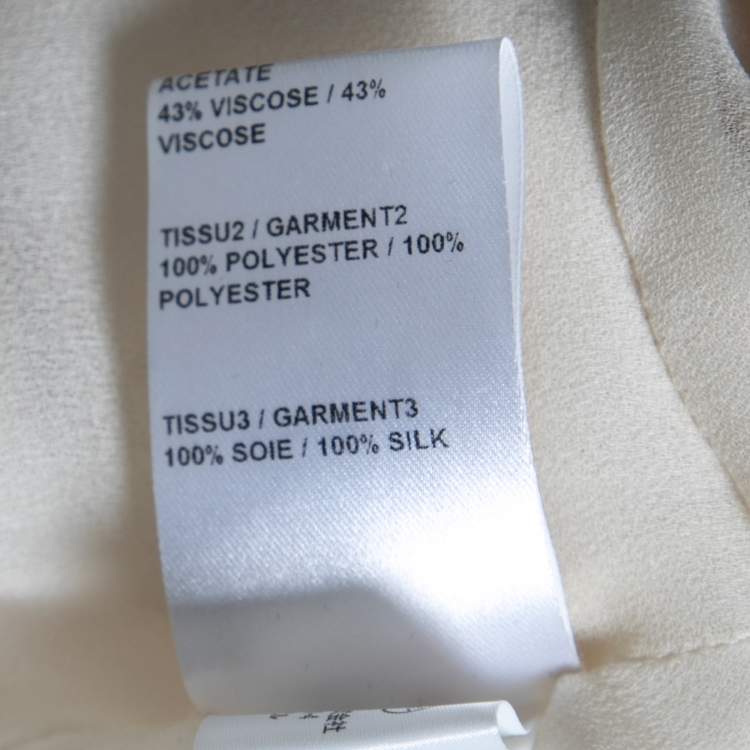 ACETATE
43% VISCOSE / 43%
VISCOSE
TISSU2 / GARMENT2
100% POLYESTER / 100%
POLYESTER
TISSU3 / GARMENT3
100% SOIE / 100% SILK